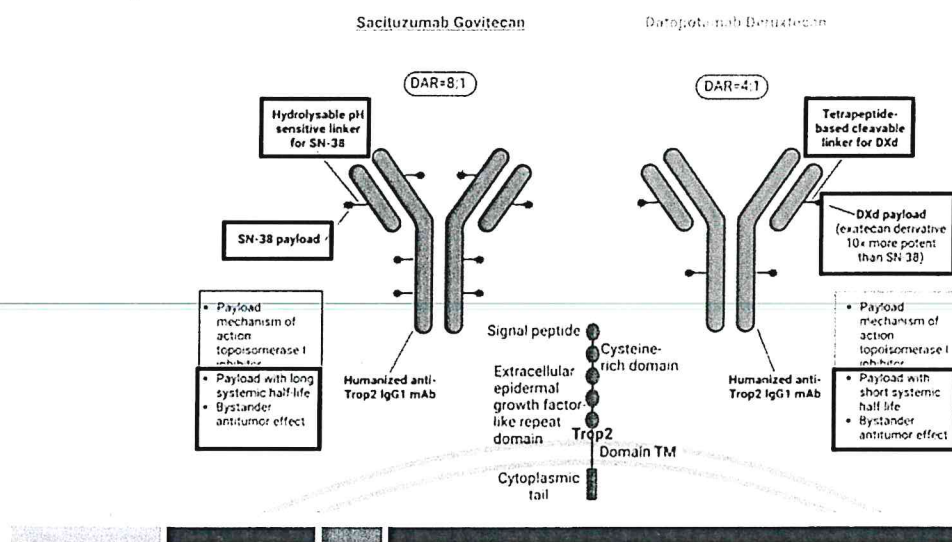 Sacituzumab Govitecan
Datopotamab Deruxtecan
DAR=8:1
DAR=4:1
Hydrolysable pH
sensitive linker
for SN-38
Tetrapeptide-
based cleavable
linker for DXd
SN-38 payload
DXd payload
(exatecan derivative
10x more potent
than SN 38)
• Payload
mechanism of
action
topoisomerase I
inhibitor
• Payload with long
systemic half-life
• Bystander
antitumor effect
Humanized anti-
Trop2 IgG1 mAb
Signal peptide
Cysteine-
rich domain
Extracellular
epidermal
growth factor-
like repeat
domain
Trop2
Domain TM
Cytoplasmic
tail
Humanized anti-
Trop2 IgG1 mAb
• Payload
mechanism of
action
topoisomerase I
inhibitor
• Payload with
short systemic
half life
• Bystander
antitumor effect